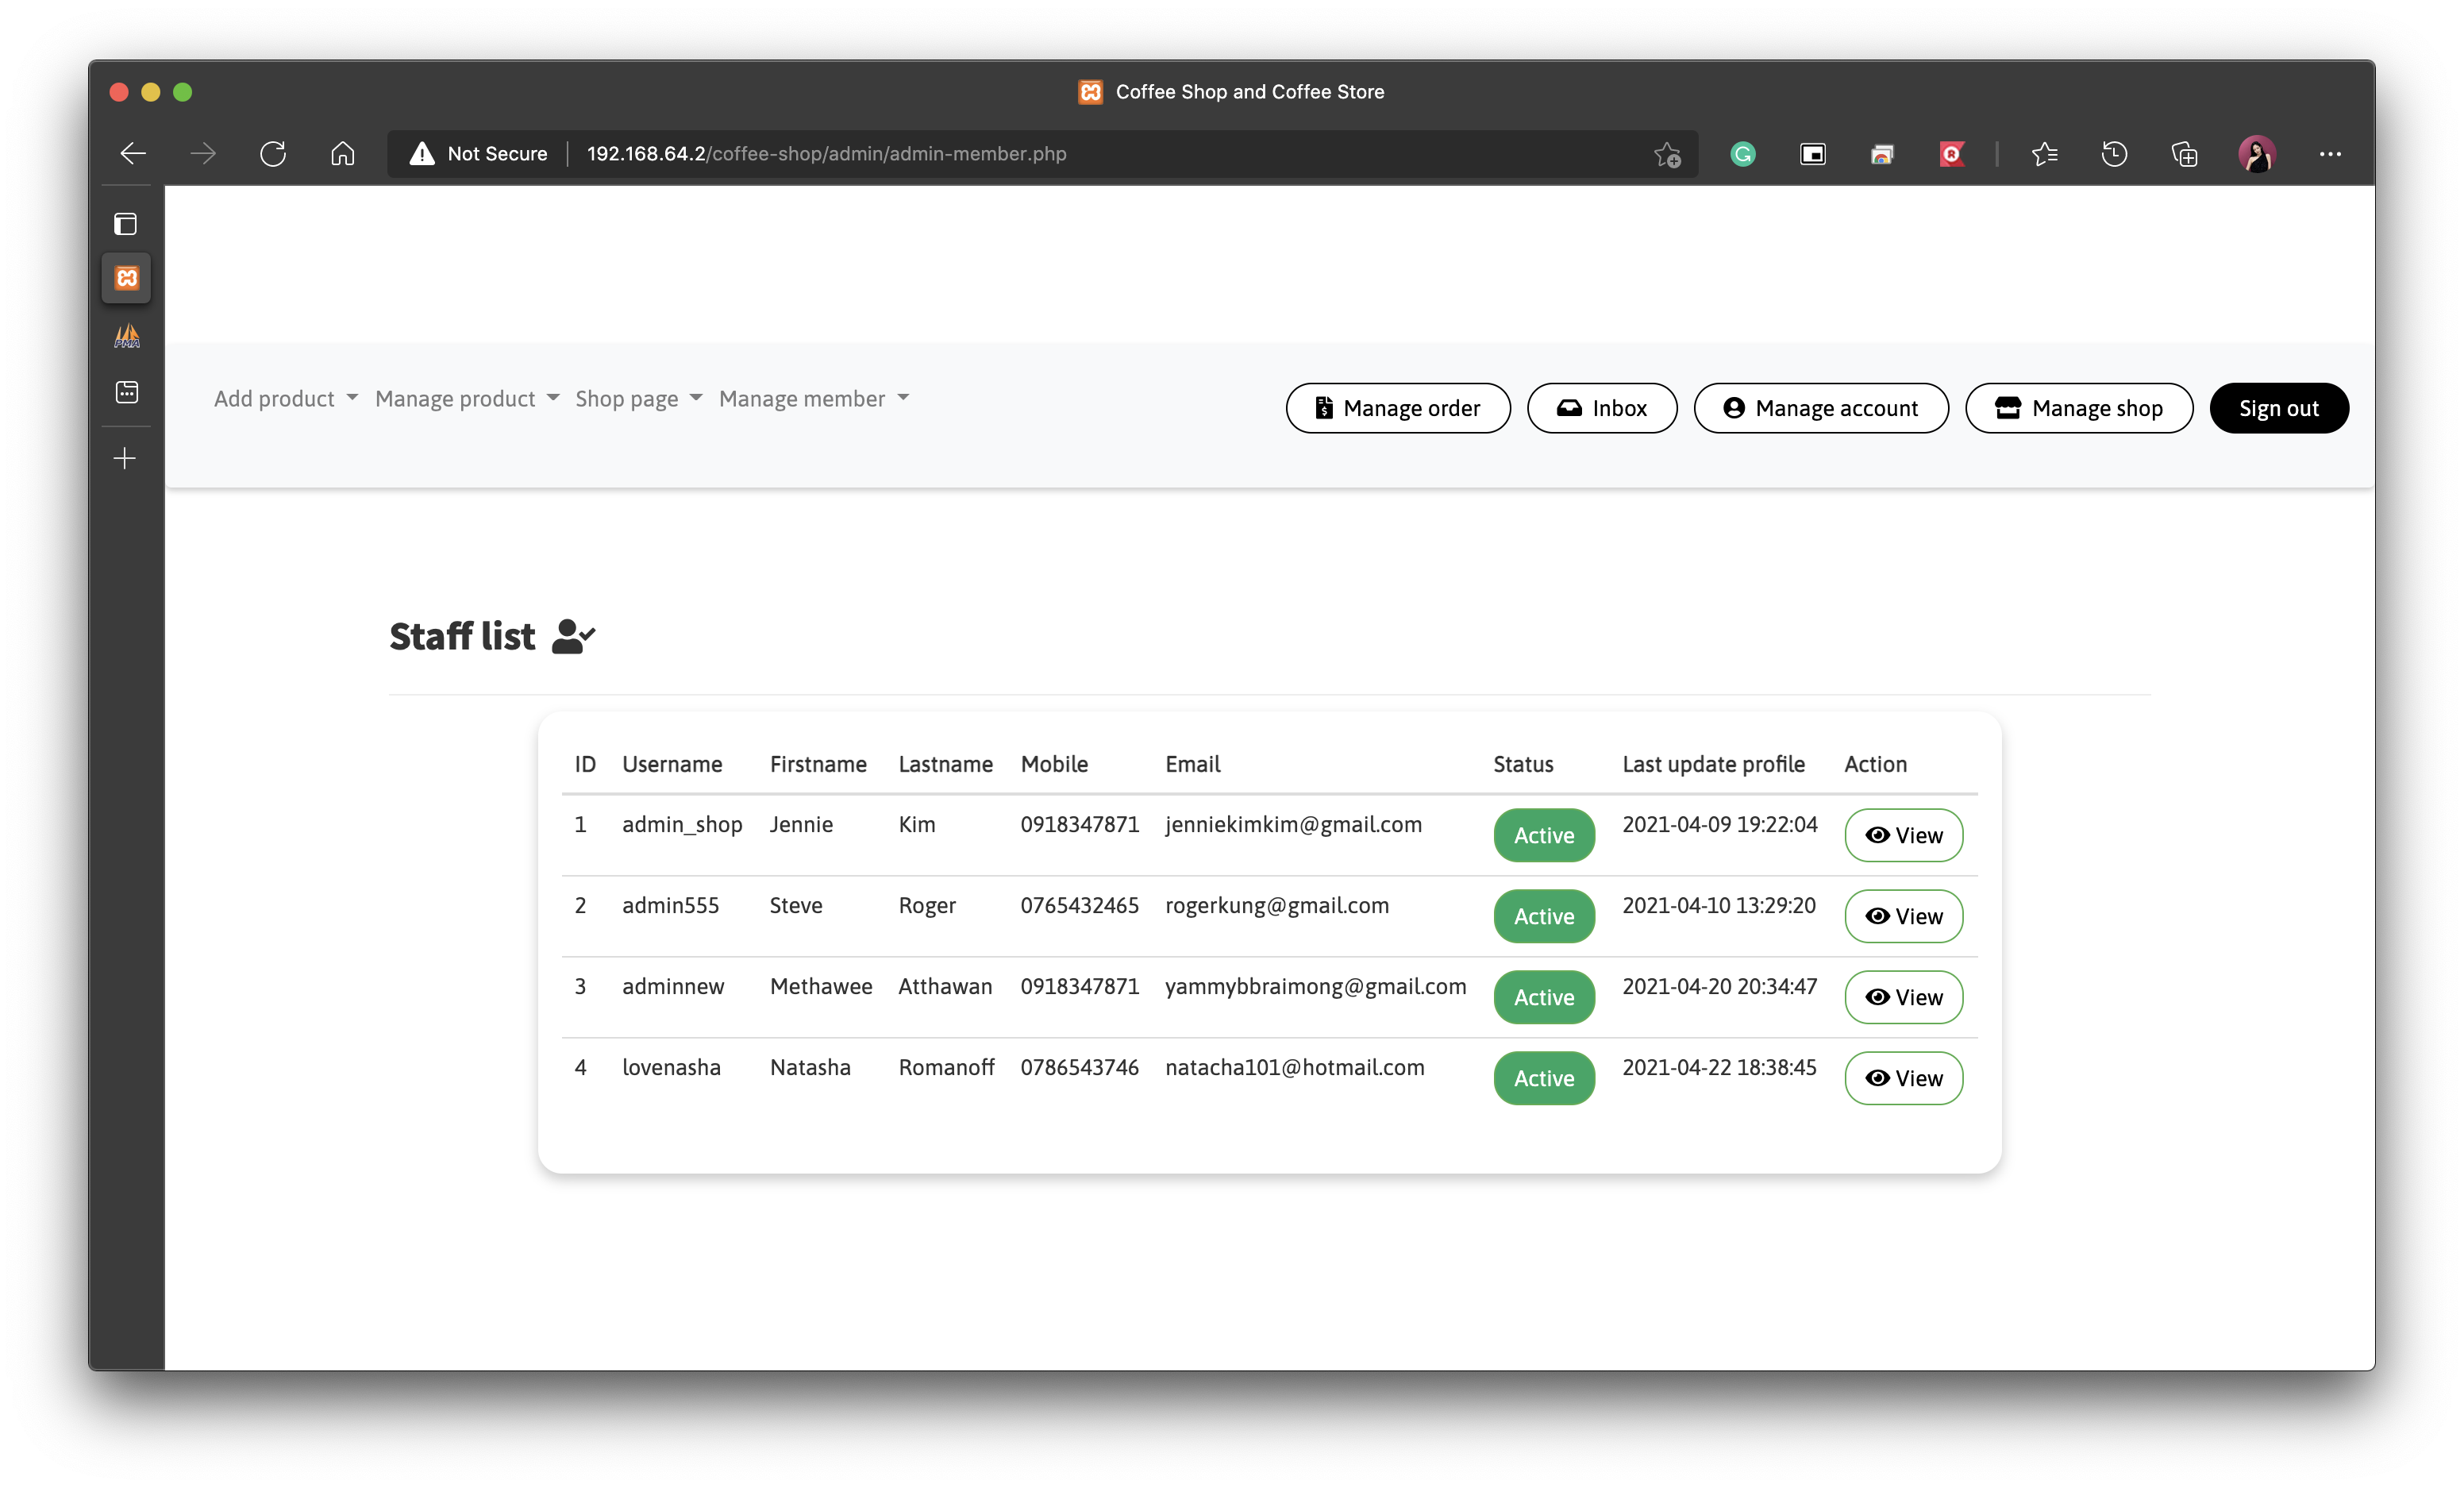 Coffee Shop and Coffee Store
Not Secure 192.168.64.2/coffee-shop/admin/admin-member.php
PMA
Add product Manage product Shop page Manage member Manage order Inbox Manage account Manage shop Sign out
Staff list
ID Username Firstname Lastname Mobile Email Status Last update profile Action
1 admin_shop Jennie Kim 0918347871 jenniekimkim@gmail.com Active 2021-04-09 19:22:04 View
2 admin555 Steve Roger 0765432465 rogerkung@gmail.com Active 2021-04-10 13:29:20 View
3 adminnew Methawee Atthawan 0918347871 yammybbraimong@gmail.com Active 2021-04-20 20:34:47 View
4 lovenasha Natasha Romanoff 0786543746 natacha101@hotmail.com Active 2021-04-22 18:38:45 View